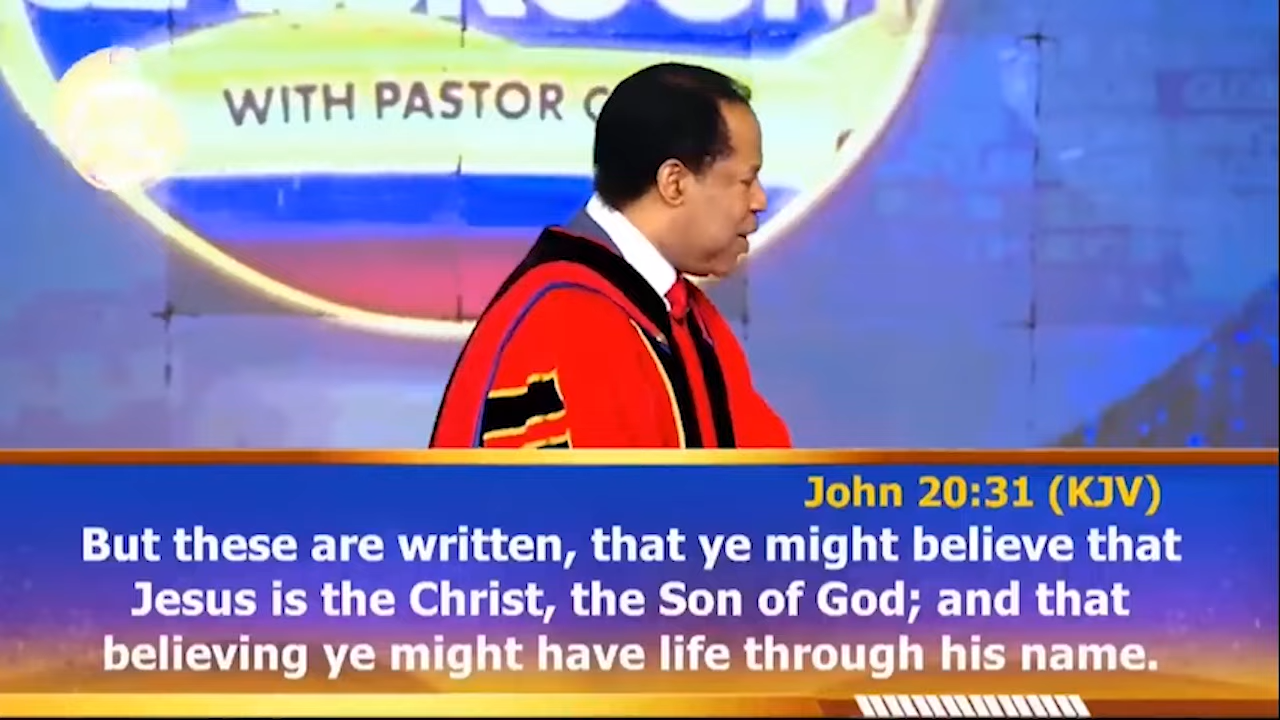 WITH PASTOR
John 20:31 (KJV)
But these are written, that ye might believe that
Jesus is the Christ, the Son of God; and that
believing ye might have life through his name.